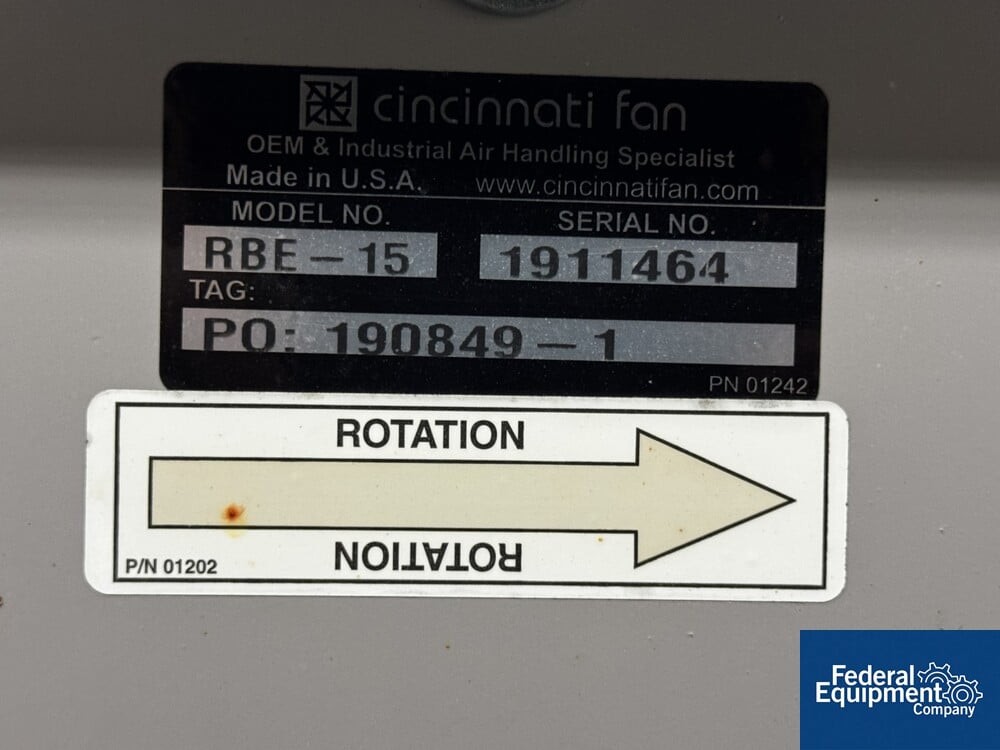 cincinnati fan
OEM & Industrial Air Handling Specialist
Made in U.S.A. www.cincinnatifan.com
MODEL NO. SERIAL NO.
RBE-15 1911464
TAG:
PO: 190849-1
PN 01242
ROTATION
ROTATION
P/N 01202
Federal
Equipment
Company